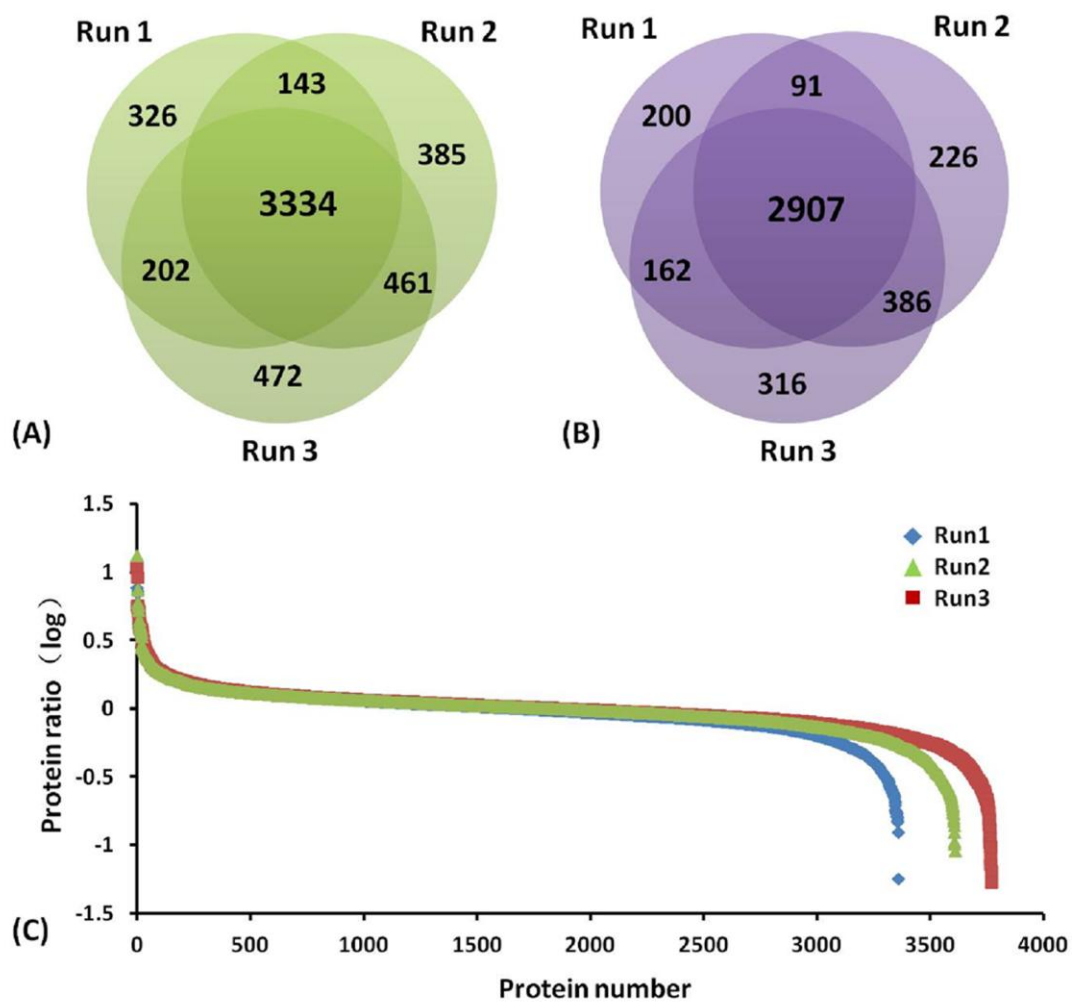 Run 1
Run 2
143
326
385
3334
202
461
472
(A)
Run 3
Run 1
Run 2
91
200
226
2907
162
386
316
(B)
Run 3
1.5
1
0.5
0
-0.5
-1
-1.5
Protein ratio（log）
Run1
Run2
Run3
(C)
0 500 1000 1500 2000 2500 3000 3500 4000
Protein number